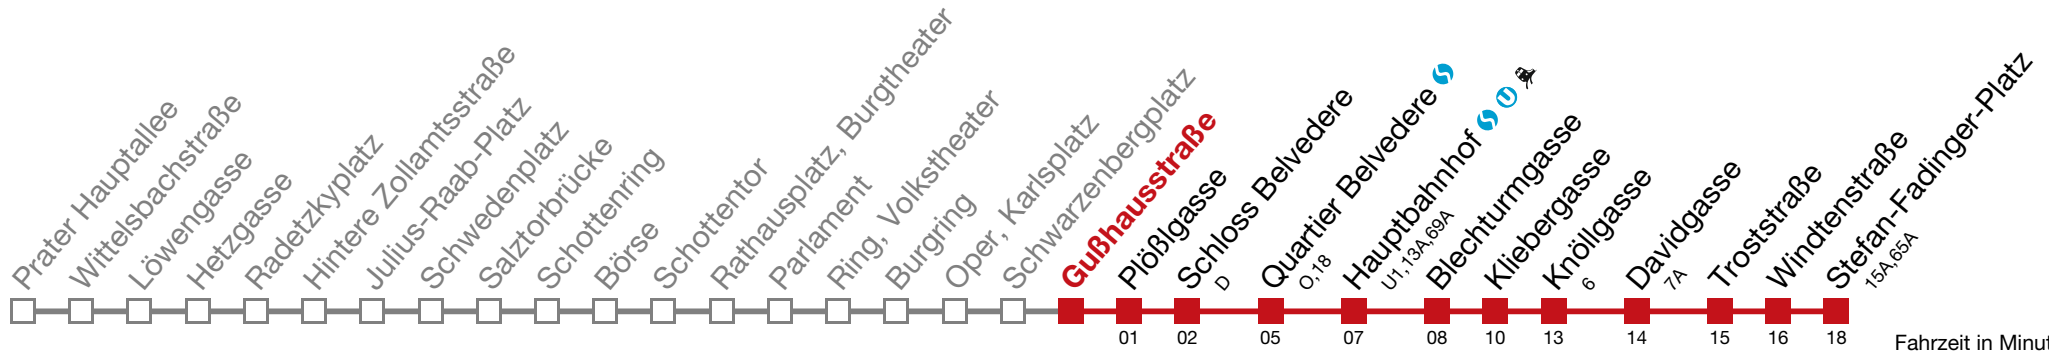 Prater Hauptallee
Wittelsbachstraße
Löwengasse
Hetzgasse
Radetzkyplatz
Hintere Zollamtsstraße
Julius-Raab-Platz
Schwedenplatz
Salztorbrücke
Schottenring
Börse
Schottentor
Rathausplatz, Burgtheater
Parlament
Ring, Volkstheater
Burgring
Oper, Karlsplatz
Schwarzenbergplatz
Gußhausstraße
Plößlgasse
Schloss Belvedere
D
Quartier Belvedere
O,18
Hauptbahnhof U
U1,13A,69A
Blechturmgasse
Kliebergasse
Knöllgasse
6
Davidgasse
7A
Troststraße
Windtenstraße
Stefan-Fadinger-Platz
15A,65A
01 02 05 07 08 10 13 14 15 16 18
Fahrzeit in Minut